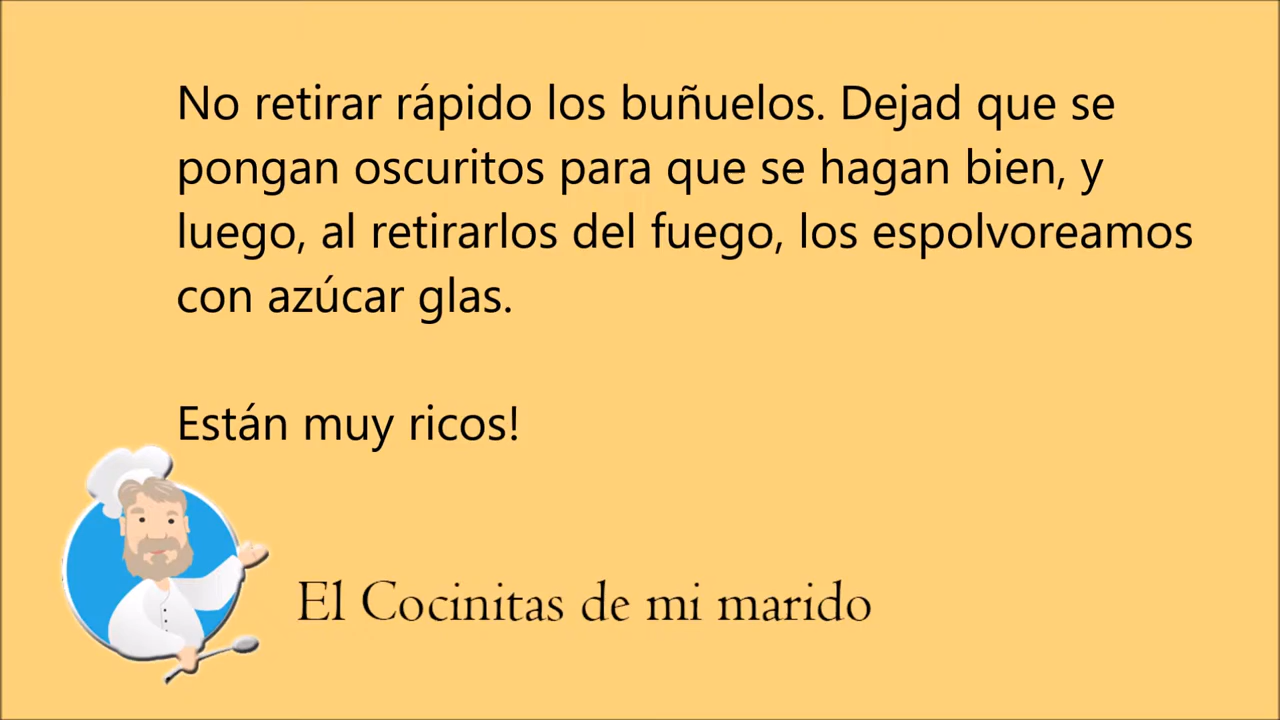 No retirar rápido los buñuelos. Dejad que se
pongan oscuritos para que se hagan bien, y
luego, al retirarlos del fuego, los espolvoreamos
con azúcar glas.
Están muy ricos!
El Cocinitas de mi marido